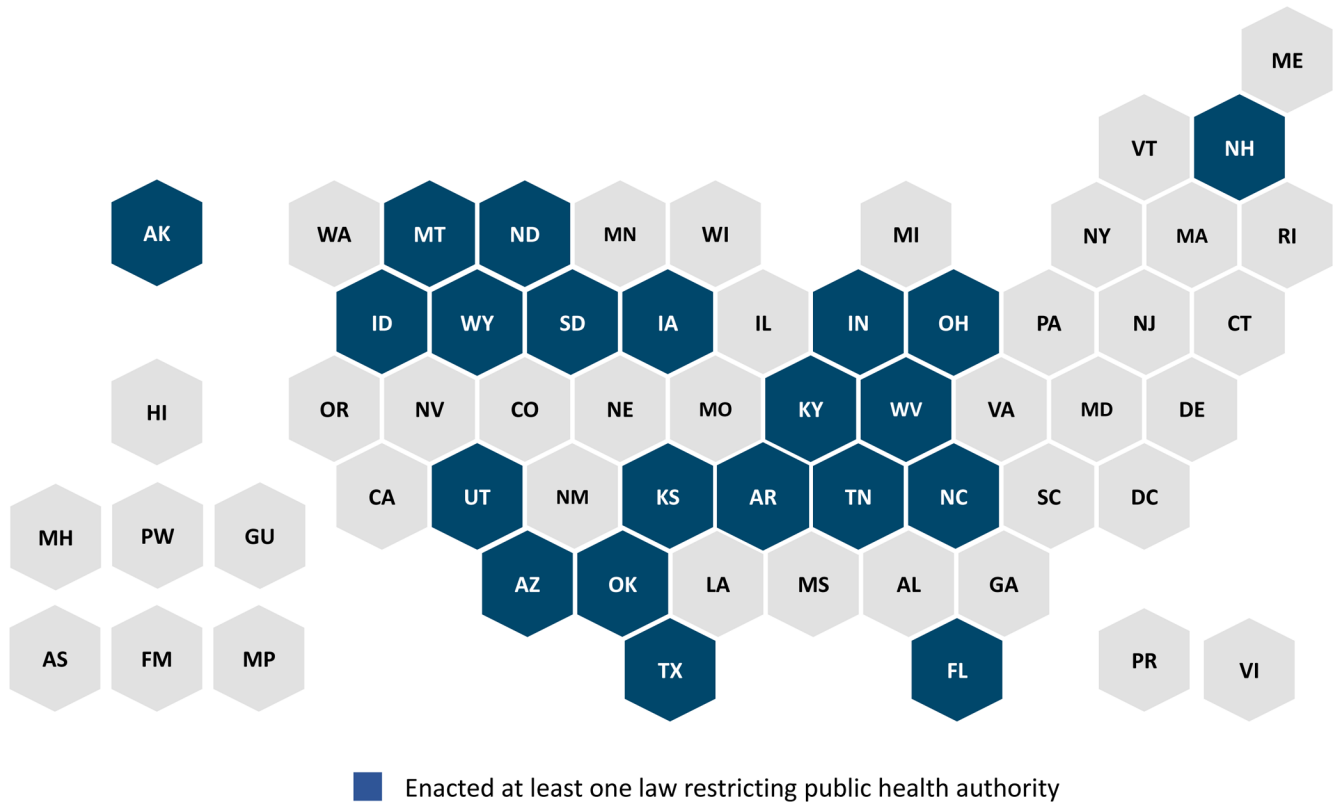 ME
VT NH
AK WA MT ND MN WI MI NY MA RI
ID WY SD IA IL IN OH PA NJ CT
HI OR NV CO NE MO KY WV VA MD DE
CA UT NM KS AR TN NC SC DC
MH PW GU
AZ OK LA MS AL GA
AS FM MP TX FL PR VI
Enacted at least one law restricting public health authority